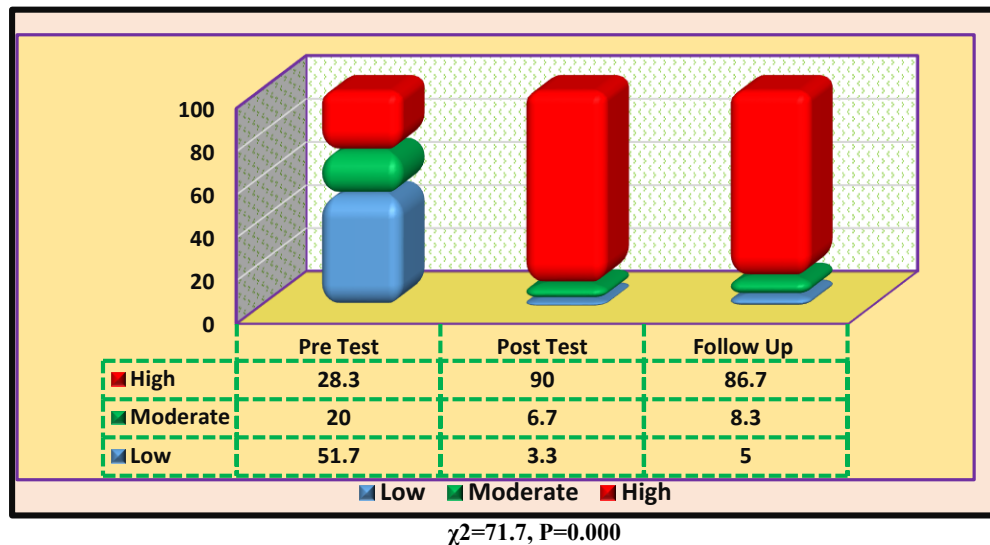 100
80
60
40
20
0
Pre Test Post Test Follow Up
High 28.3 90 86.7
Moderate 20 6.7 8.3
Low 51.7 3.3 5
Low Moderate High
χ2=71.7, P=0.000